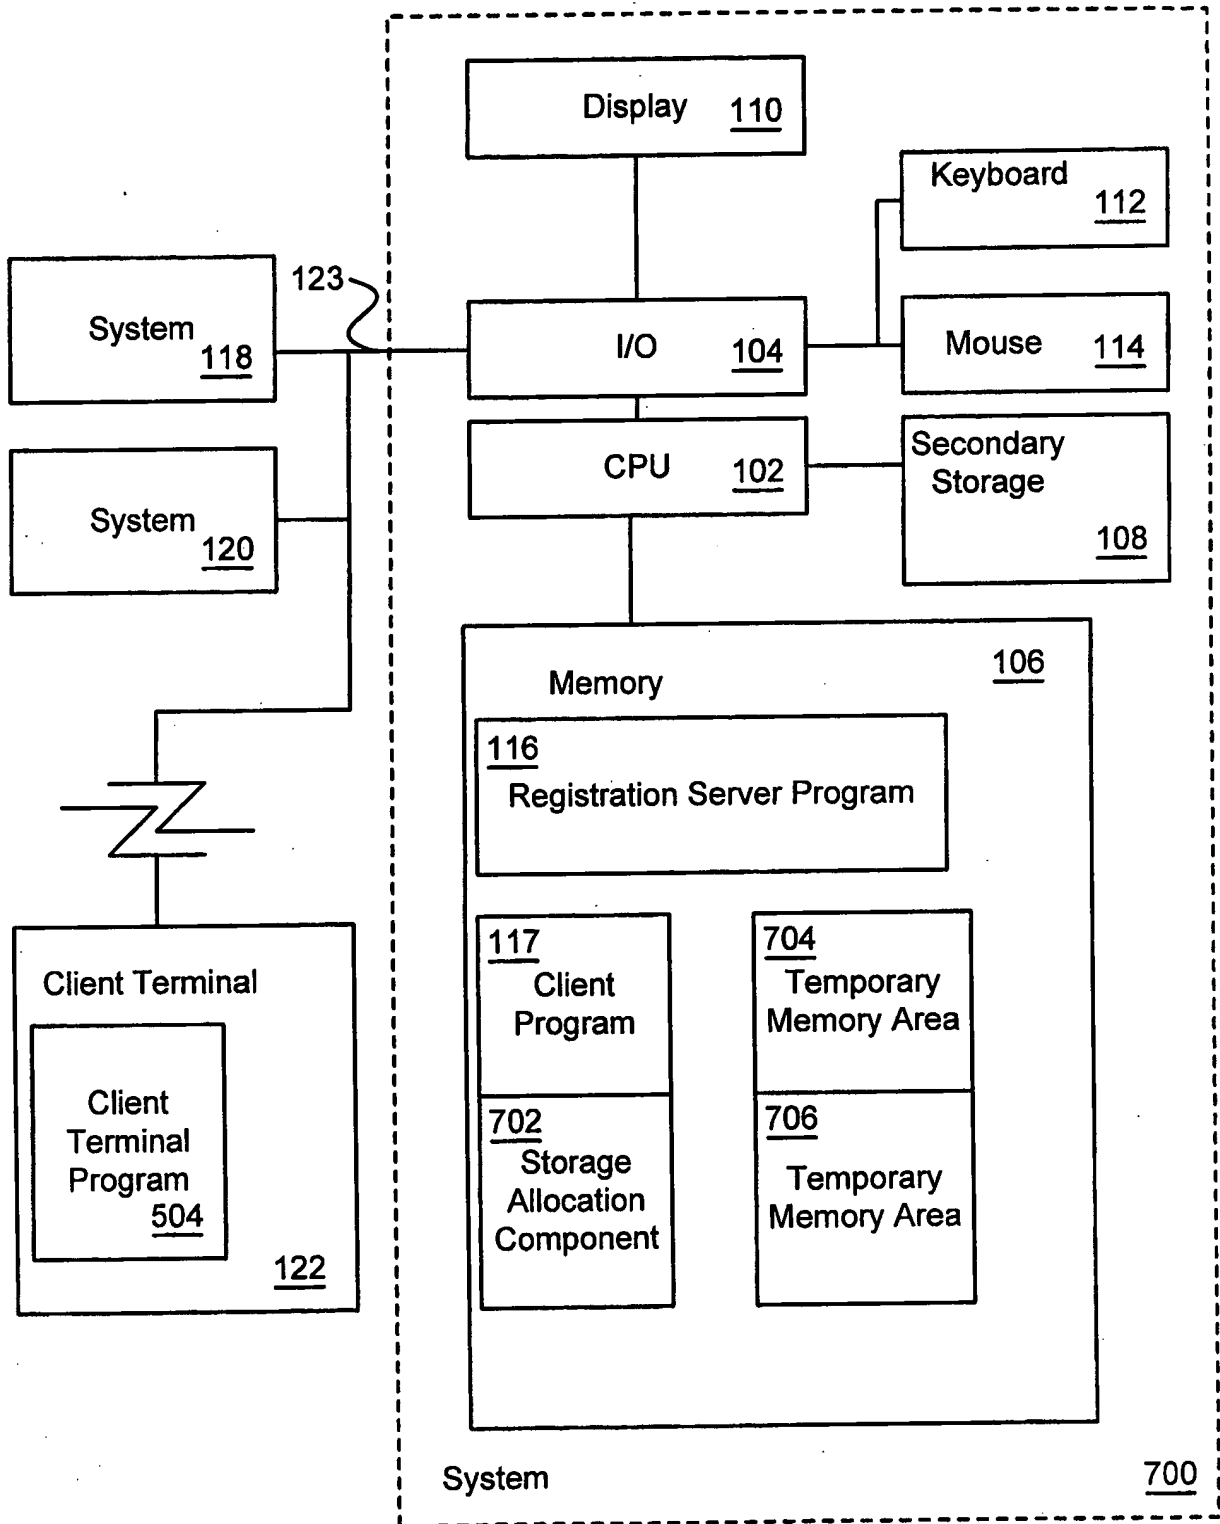 Display 110
Keyboard
112
123
System
118
I/O 104
Mouse 114
System
120
CPU 102
Secondary
Storage
108
Memory
106
116
Registration Server Program
117
Client
Program
704
Temporary
Memory Area
702
Storage
Allocation
Component
706
Temporary
Memory Area
Client Terminal
Client
Terminal
Program
504
122
System
700